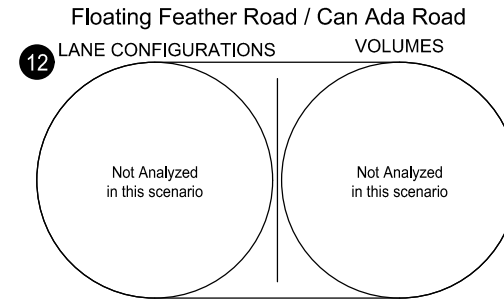 Floating Feather Road / Can Ada Road
12 LANE CONFIGURATIONS VOLUMES
Not Analyzed
in this scenario
Not Analyzed
in this scenario